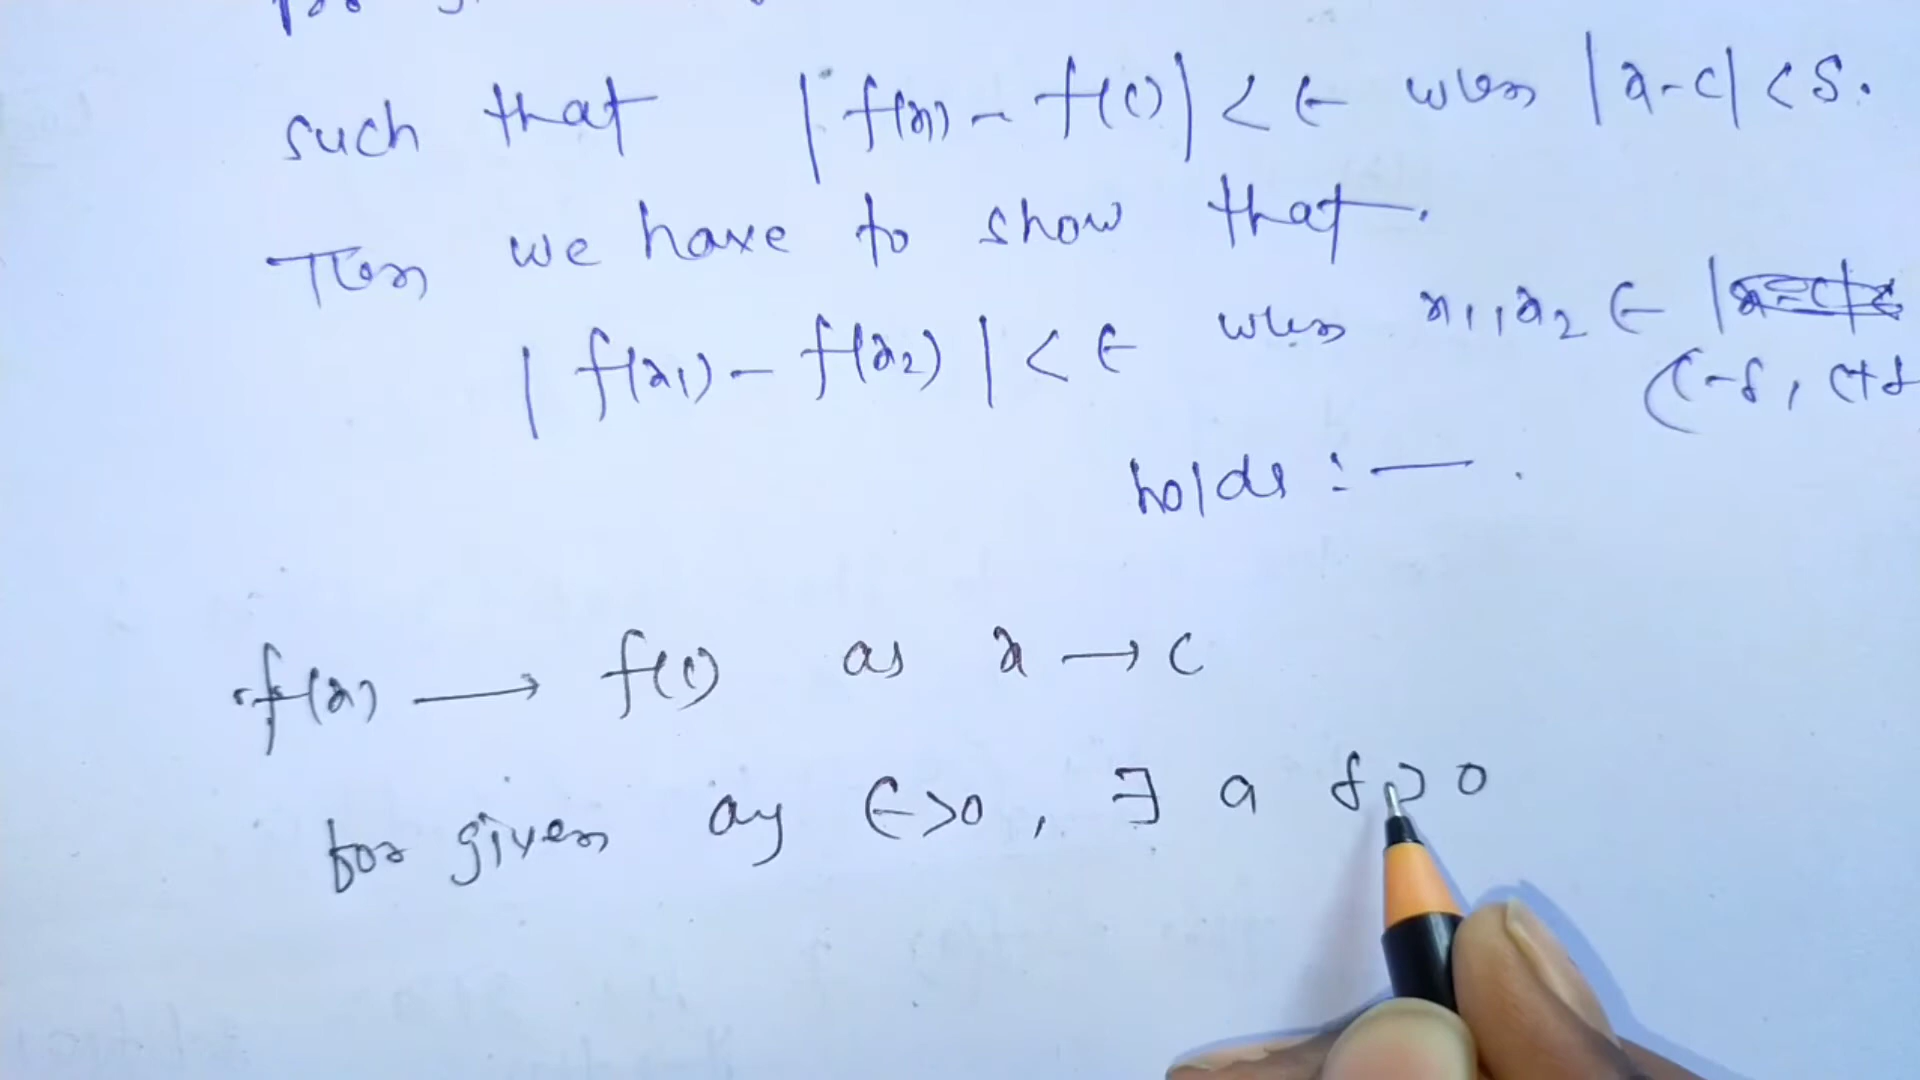 such that |f(x) - f(c)| < ε when |x-c| < δ.
Then we have to show that.
|f(x1) - f(x2)| < ε when x1, x2 ∈
(c-δ, c+δ
holds : — .
f(x) ⟶ f(c) as x → c
for given any ε>0, ∃ a δ>0